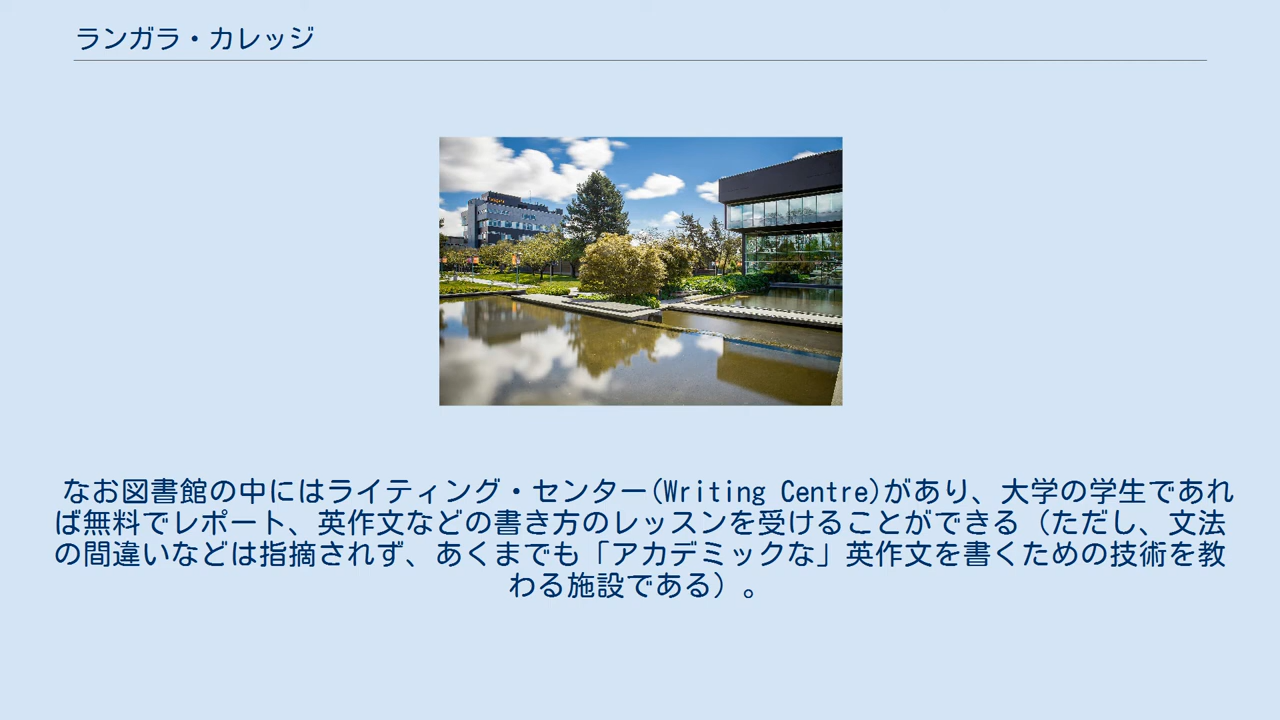 ランガラ・カレッジ
なお図書館の中にはライティング・センター(Writing Centre)があり、大学の学生であれ
ば無料でレポート、英作文などの書き方のレッスンを受けることができる（ただし、文法
の間違いなどは指摘されず、あくまでも「アカデミックな」英作文を書くための技術を教
わる施設である）。